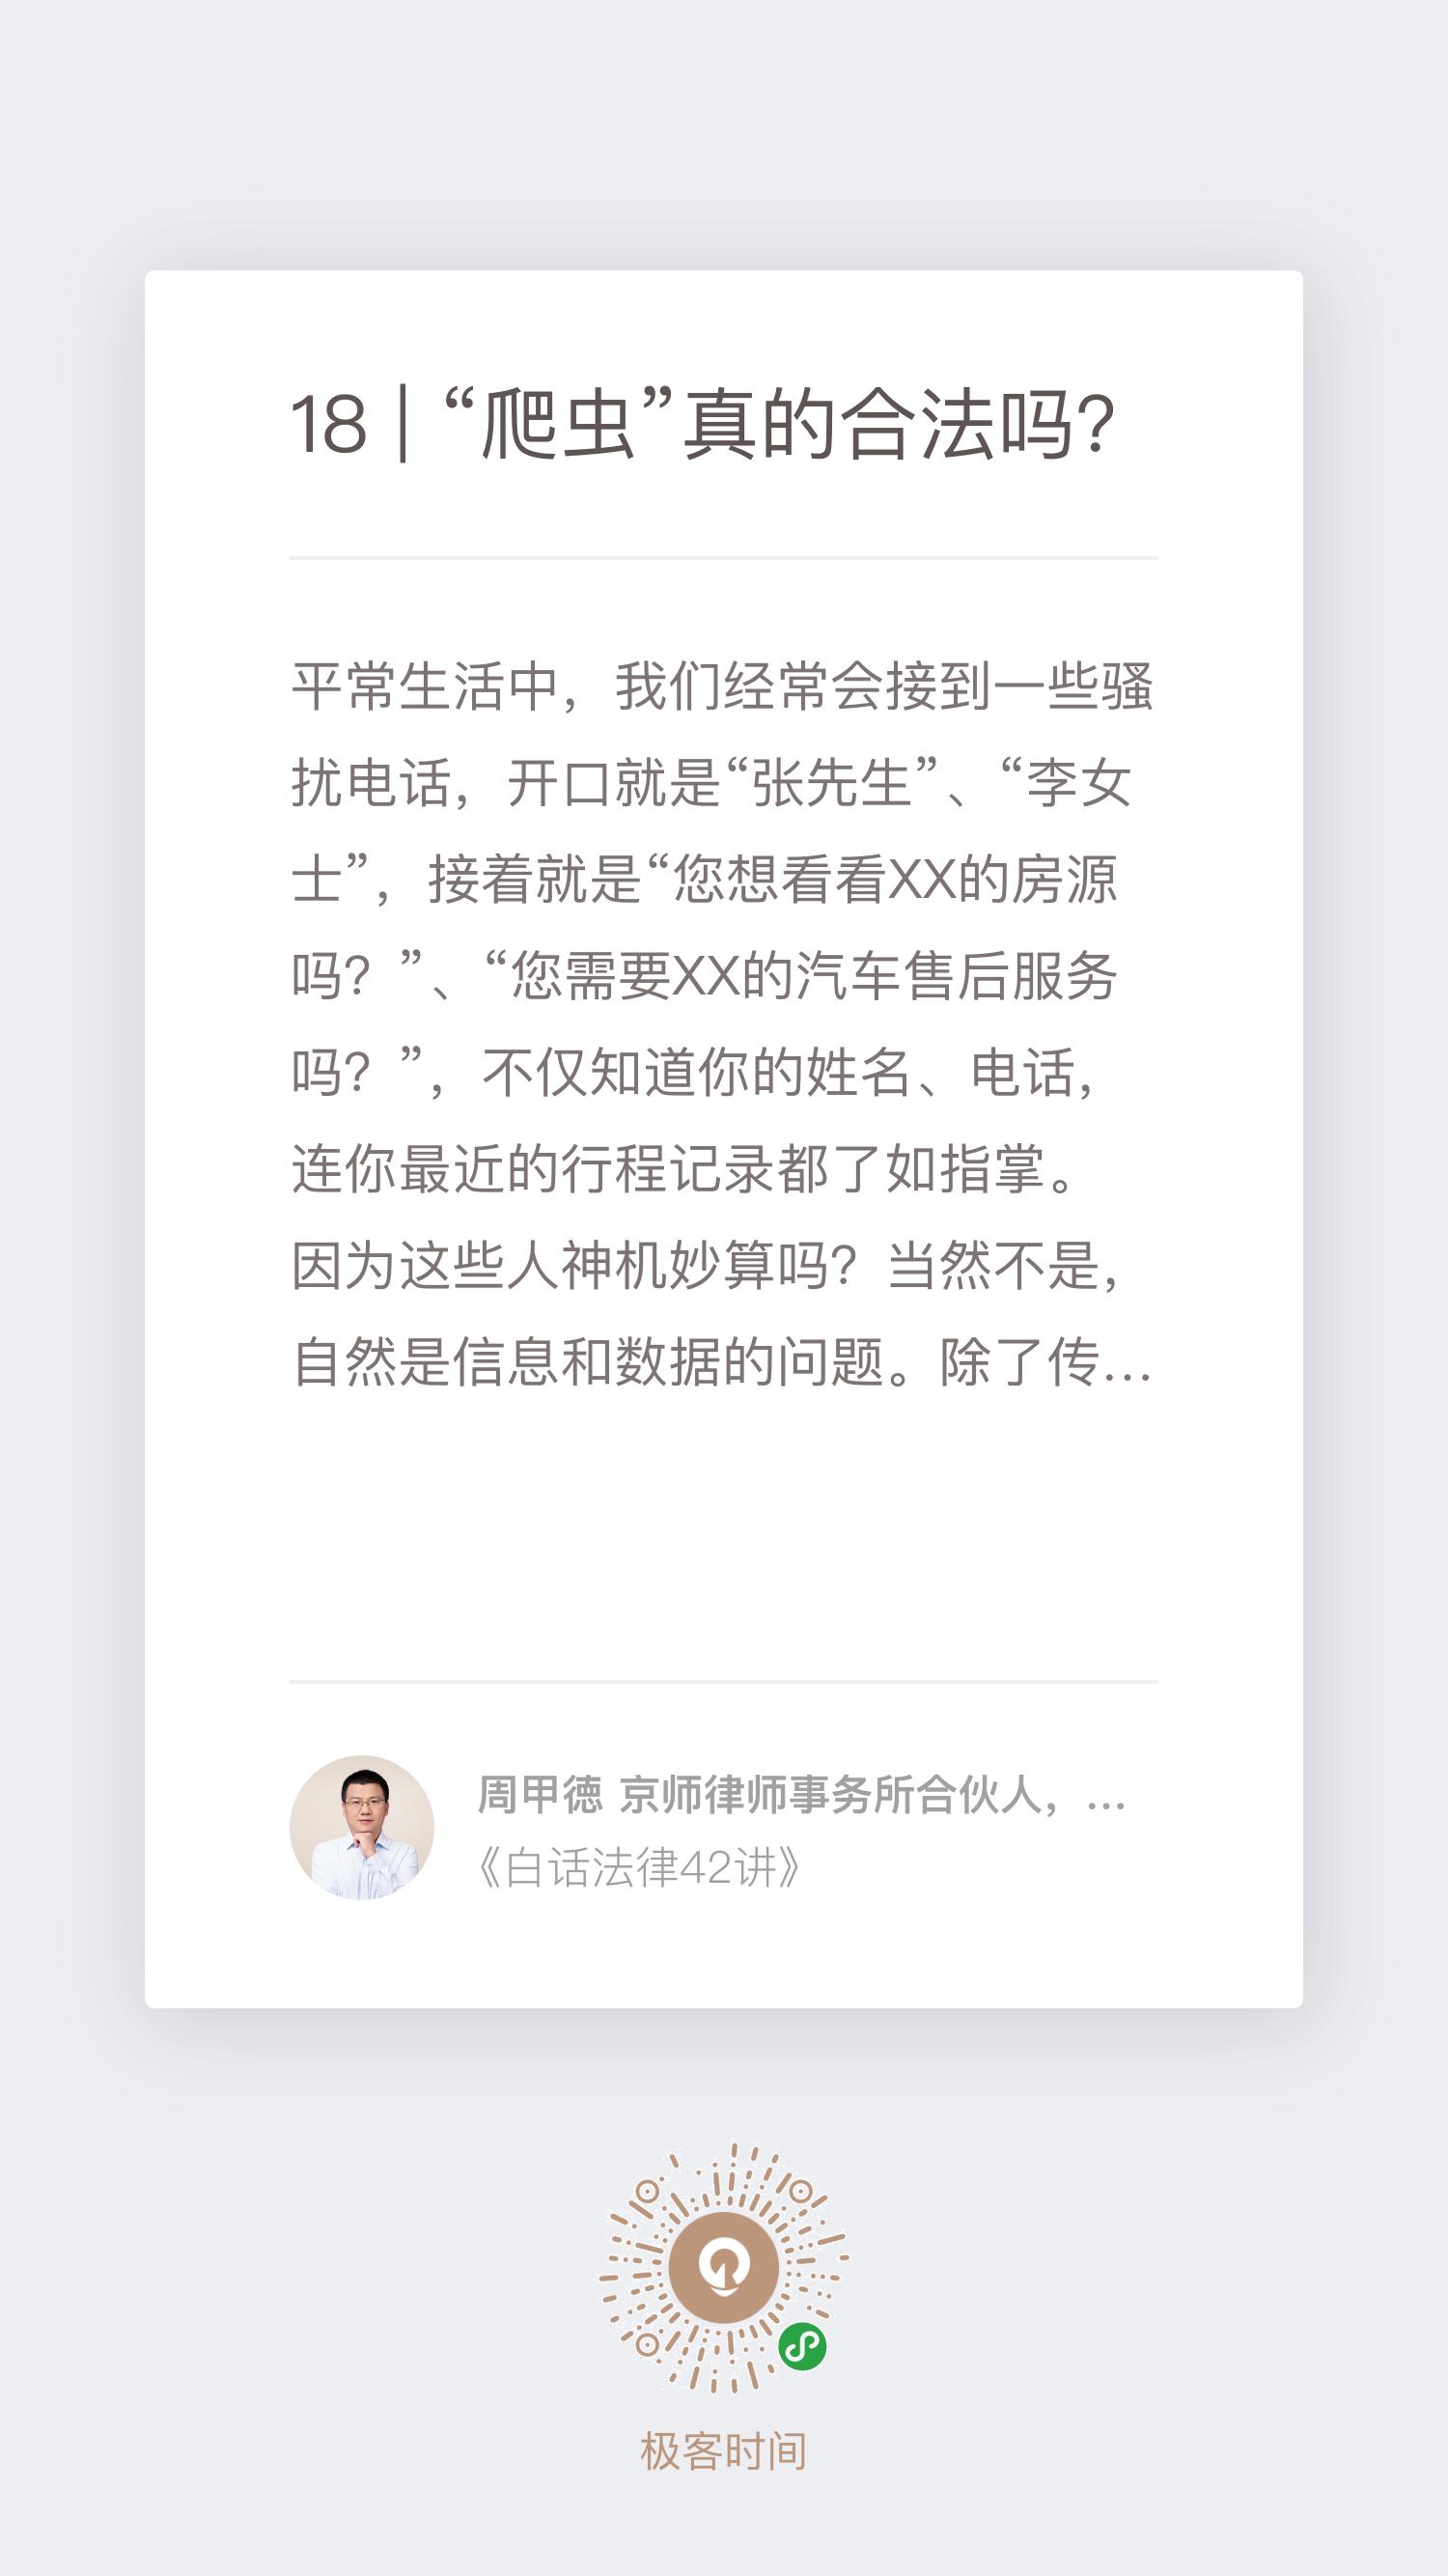 18 | “爬虫”真的合法吗？
平常生活中，我们经常会接到一些骚
扰电话，开口就是“张先生”、“李女
士”，接着就是“您想看看XX的房源
吗？”、“您需要XX的汽车售后服务
吗？”，不仅知道你的姓名、电话，
连你最近的行程记录都了如指掌。
因为这些人神机妙算吗？当然不是，
自然是信息和数据的问题。除了传...
周甲徳 京师律师事务所合伙人，...
《白话法律42讲》
极客时间